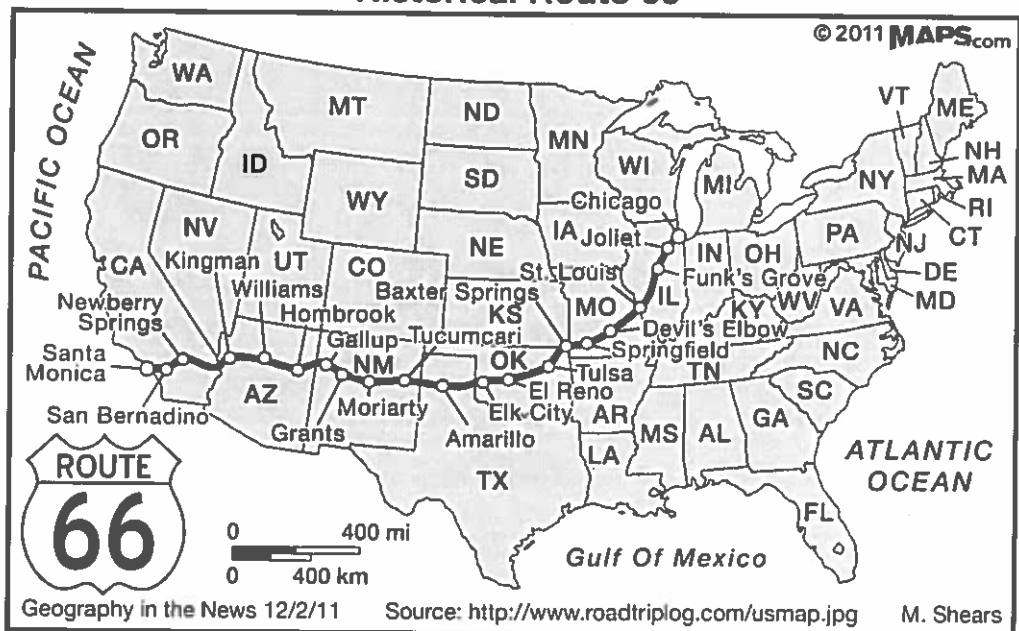 © 2011 MAPS.com
PACIFIC OCEAN
WA
OR
CA
NV
ID
MT
WY
UT
CO
AZ
NM
ND
SD
NE
KS
OK
TX
MN
IA
MO
AR
LA
WI
IL
MI
IN
OH
KY
TN
MS
AL
GA
FL
SC
NC
VA
WV
PA
NY
VT
ME
NH
MA
RI
CT
NJ
DE
MD
Chicago
Joliet
Funk's Grove
St. Louis
Devil's Elbow
Springfield
Baxter Springs
Tulsa
El Reno
Elk City
Amarillo
Tucumcari
Moriarty
Grants
Gallup
Hombrook
Williams
Kingman
Newberry
Springs
San Bernadino
Santa
Monica
ATLANTIC
OCEAN
Gulf Of Mexico
ROUTE
66
0 400 mi
0 400 km
Geography in the News 12/2/11 Source: http://www.roadtriplog.com/usmap.jpg M. Shears